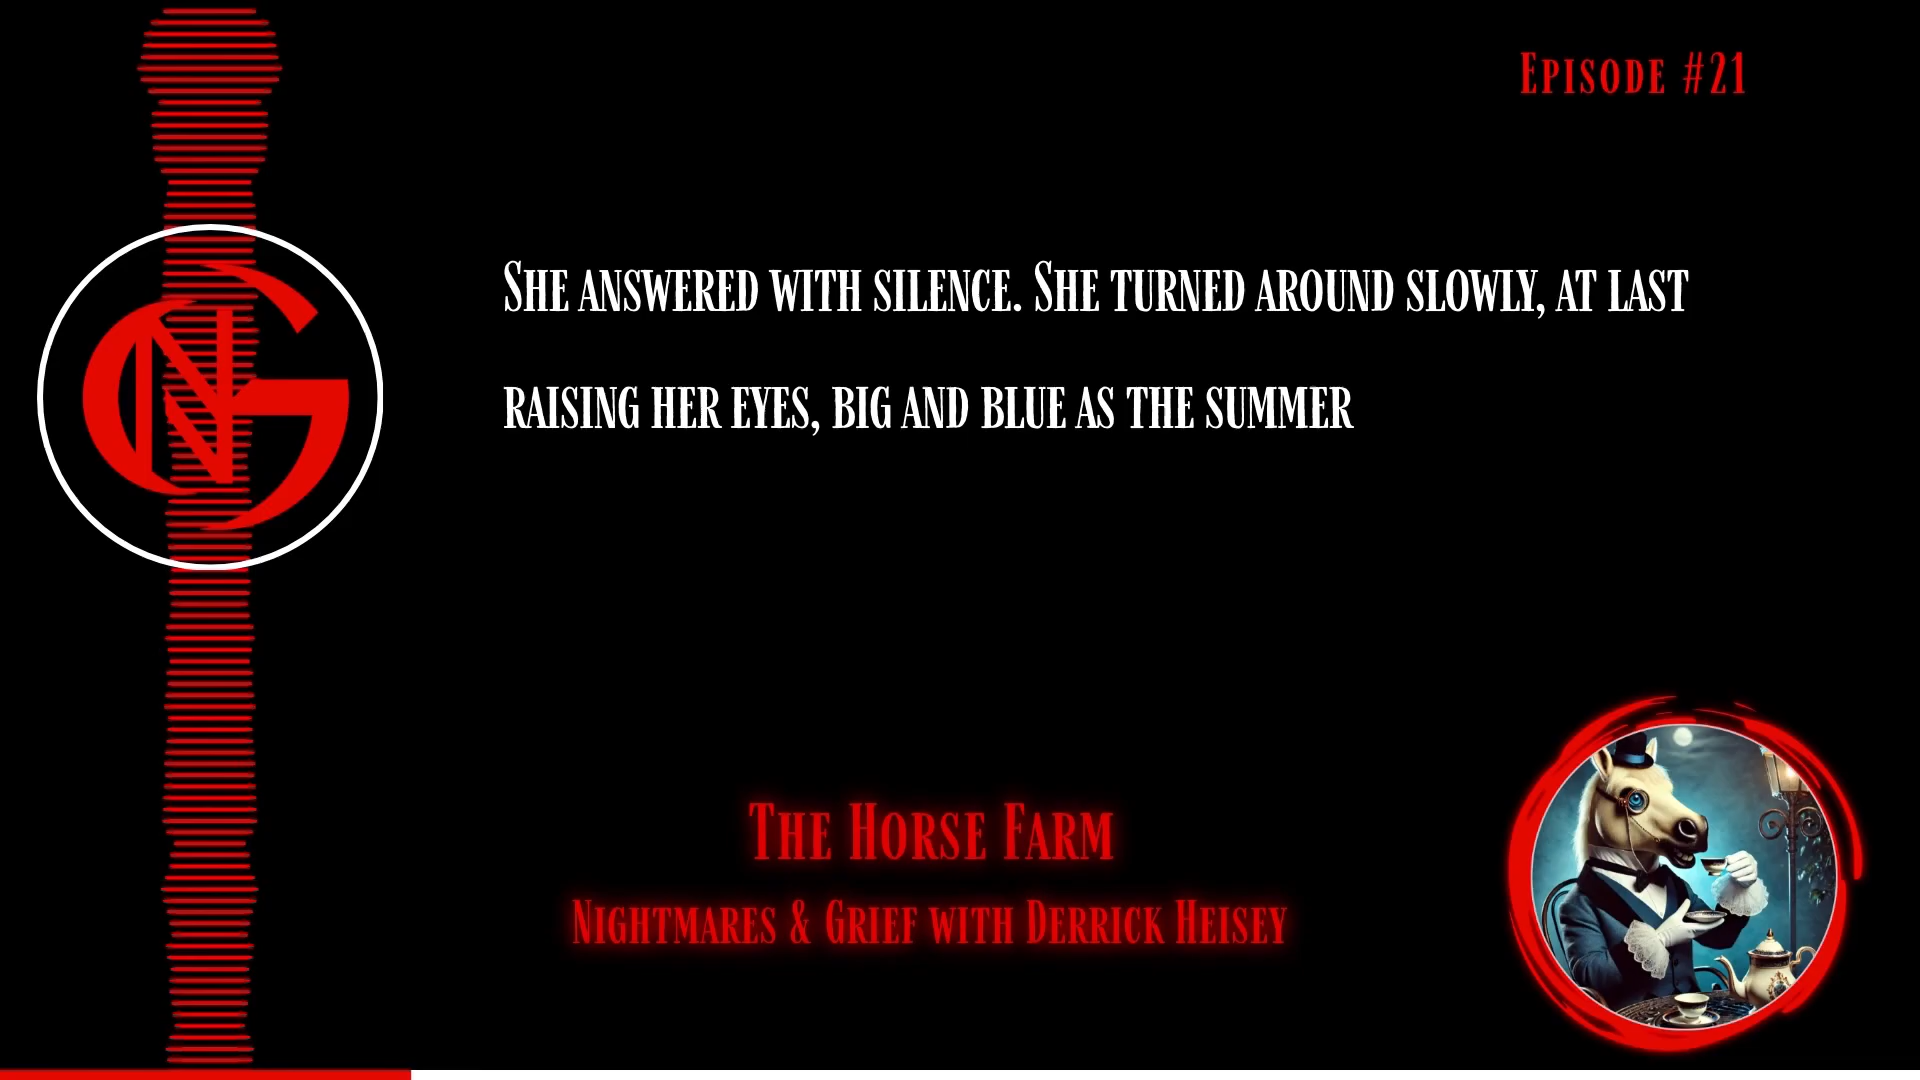 Episode #21
She answered with silence. She turned around slowly, at last
raising her eyes, big and blue as the summer
NG
The Horse Farm
Nightmares & Grief with Derrick Heisey